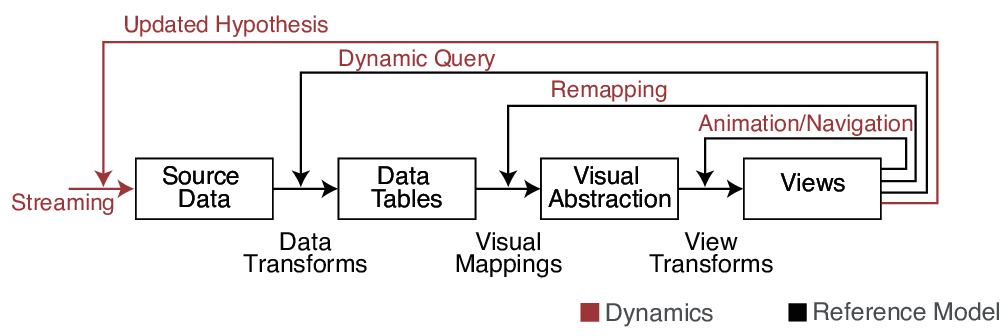 Updated Hypothesis
Dynamic Query
Remapping
Animation/Navigation
Streaming
Source
Data
Data
Tables
Visual
Abstraction
Views
Data
Transforms
Visual
Mappings
View
Transforms
Dynamics
Reference Model